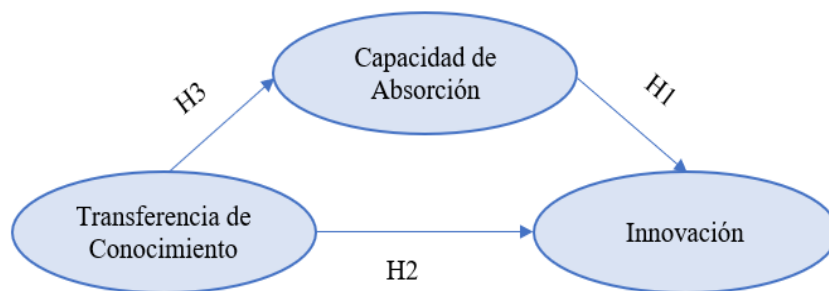 Capacidad de
Absorción
H3
H1
Transferencia de
Conocimiento
Innovación
H2